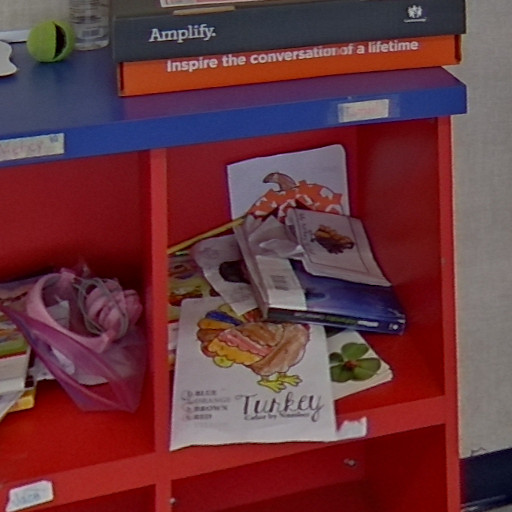 Amplify.
Inspire the conversation of a lifetime
BLUE
ORANGE
BROWN
RED
Turkey
Color by Number